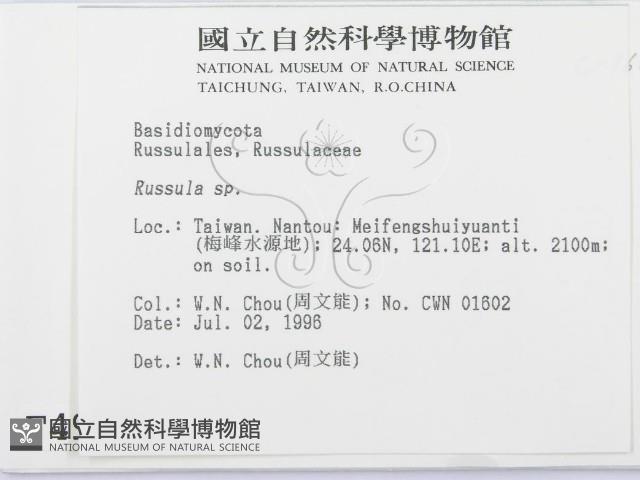 國立自然科學博物館
NATIONAL MUSEUM OF NATURAL SCIENCE
TAICHUNG, TAIWAN, R.O.CHINA
Basidiomycota
Russulales, Russulaceae
Russula sp.
Loc.: Taiwan. Nantou: Meifengshuiyuanti
(梅峰水源地); 24.06N, 121.10E; alt. 2100m;
on soil.
Col.: W.N. Chou(周文能); No. CWN 01602
Date: Jul. 02, 1996
Det.: W.N. Chou(周文能)
國立自然科學博物館
NATIONAL MUSEUM OF NATURAL SCIENCE